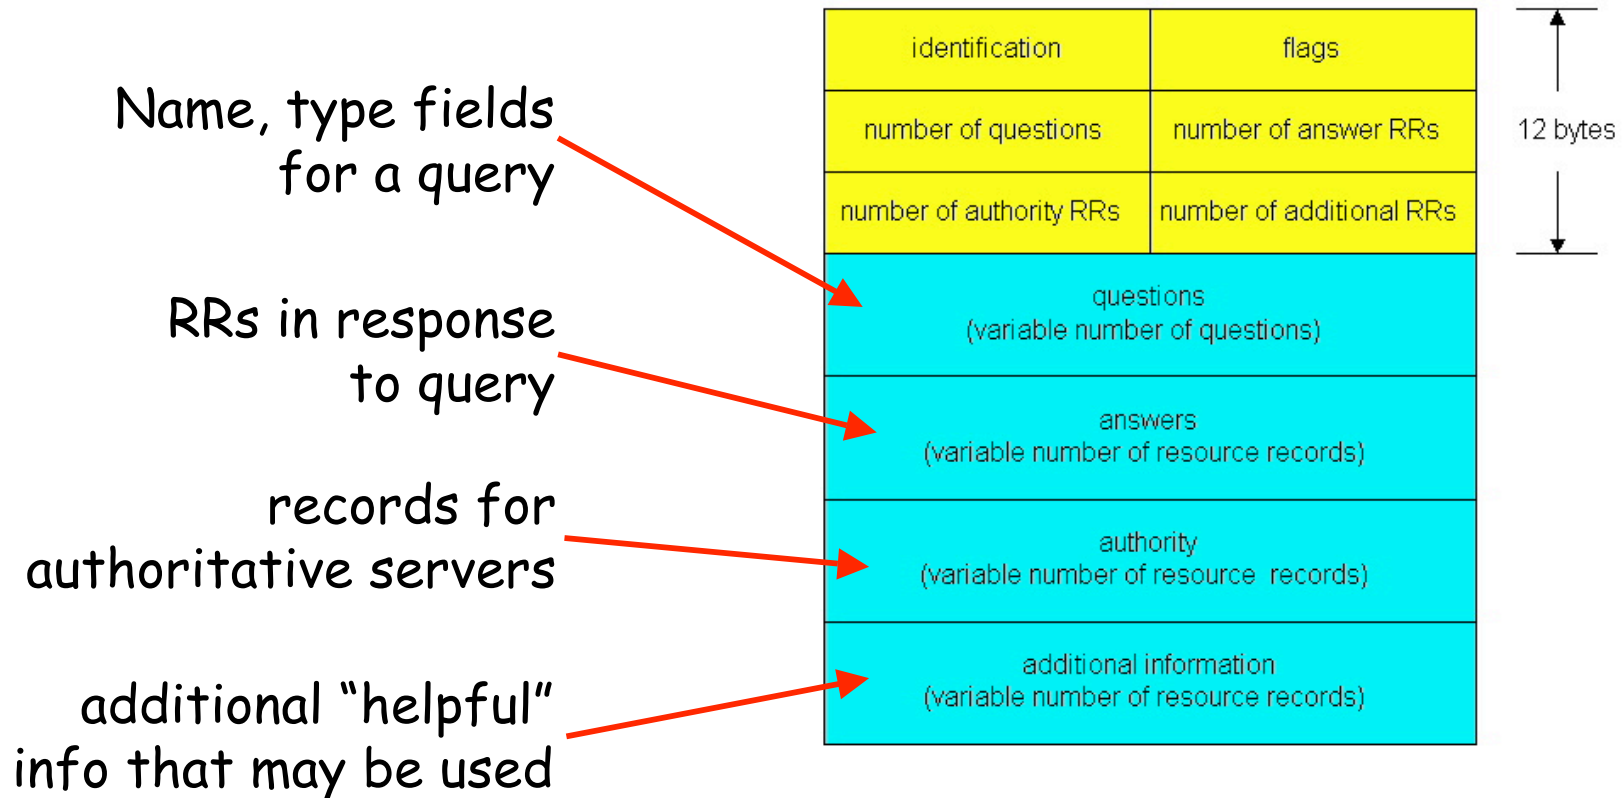 Name, type fields
for a query
RRs in response
to query
records for
authoritative servers
additional “helpful”
info that may be used
identification
flags
number of questions
number of answer RRs
number of authority RRs
number of additional RRs
12 bytes
questions
(variable number of questions)
answers
(variable number of resource records)
authority
(variable number of resource records)
additional information
(variable number of resource records)